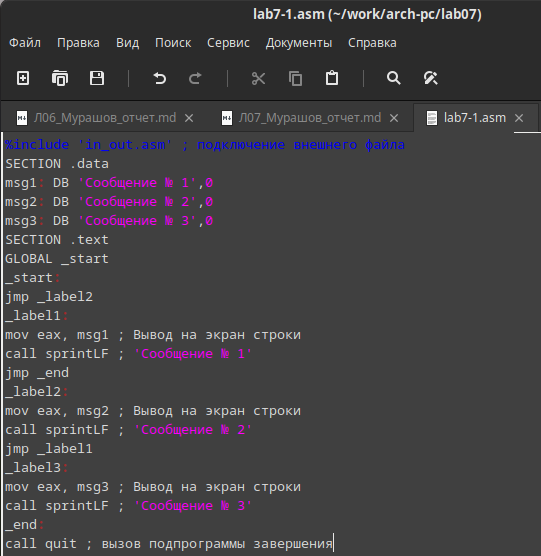 lab7-1.asm (~/work/arch-pc/lab07)
Файл Правка Вид Поиск Сервис Документы Справка
Л06_Мурашов_отчет.md Л07_Мурашов_отчет.md lab7-1.asm
%include 'in_out.asm' ; подключение внешнего файла
SECTION .data
msg1: DB 'Сообщение № 1',0
msg2: DB 'Сообщение № 2',0
msg3: DB 'Сообщение № 3',0
SECTION .text
GLOBAL _start
_start:
jmp _label2
_label1:
mov eax, msg1 ; Вывод на экран строки
call sprintLF ; 'Сообщение № 1'
jmp _end
_label2:
mov eax, msg2 ; Вывод на экран строки
call sprintLF ; 'Сообщение № 2'
jmp _label1
_label3:
mov eax, msg3 ; Вывод на экран строки
call sprintLF ; 'Сообщение № 3'
_end:
call quit ; вызов подпрограммы завершения